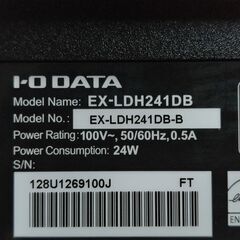 I-O DATA
Model Name: EX-LDH241DB
Model No.: EX-LDH241DB-B
Power Rating:100V~, 50/60Hz, 0.5A
Power Consumption: 24W
S/N:
128U1269100J FT